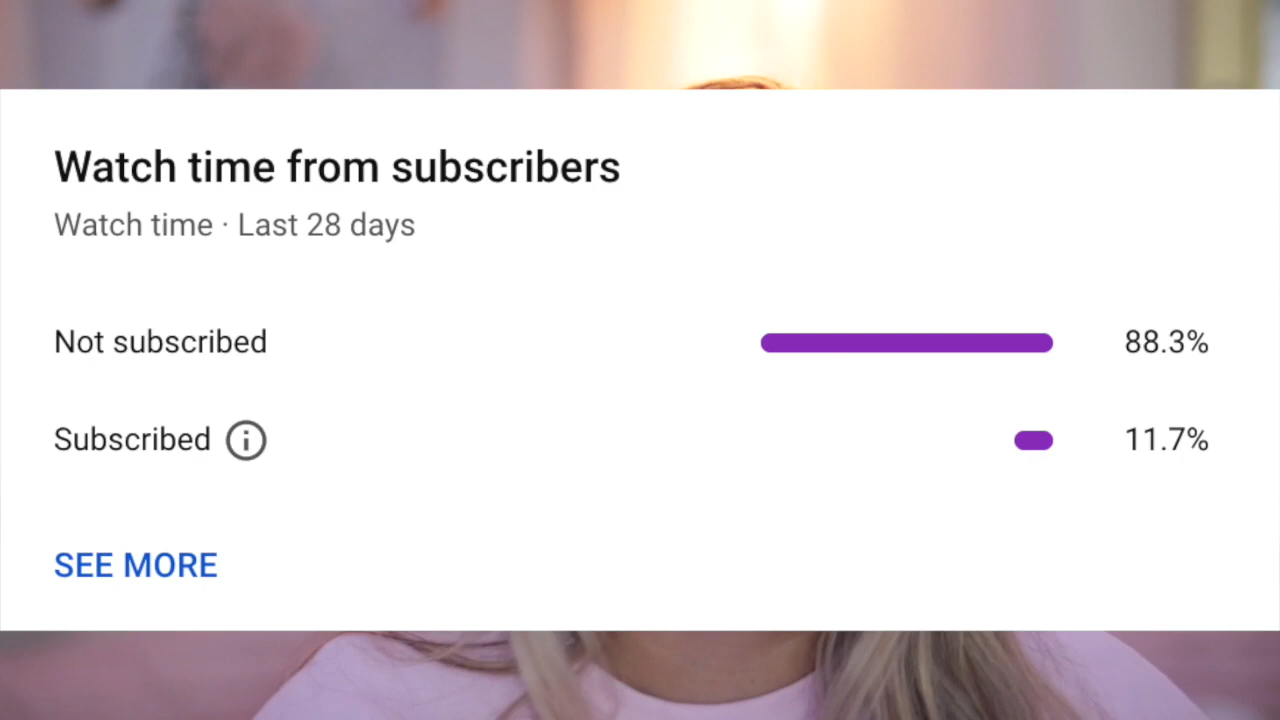 Watch time from subscribers
Watch time · Last 28 days
Not subscribed 88.3%
Subscribed 11.7%
SEE MORE